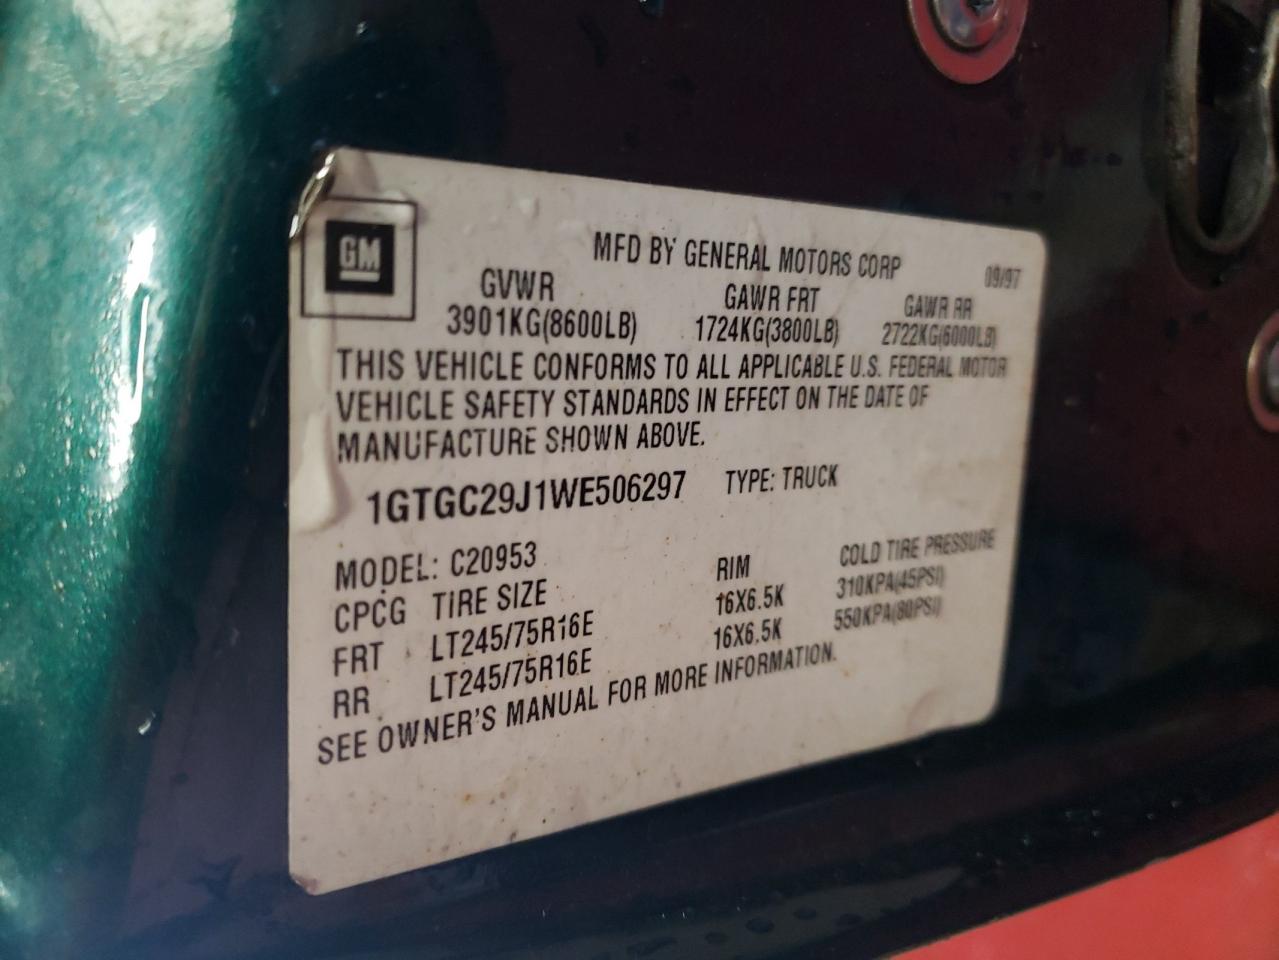 GM
MFD BY GENERAL MOTORS CORP 09/97
GVWR GAWR FRT GAWR RR
3901KG(8600LB) 1724KG(3800LB) 2722KG(6000LB)
THIS VEHICLE CONFORMS TO ALL APPLICABLE U.S. FEDERAL MOTOR
VEHICLE SAFETY STANDARDS IN EFFECT ON THE DATE OF
MANUFACTURE SHOWN ABOVE.
1GTGC29J1WE506297 TYPE: TRUCK
MODEL: C20953
CPCG TIRE SIZE RIM COLD TIRE PRESSURE
FRT LT245/75R16E 16X6.5K 310KPA(45PSI)
RR LT245/75R16E 16X6.5K 550KPA(80PSI)
SEE OWNER'S MANUAL FOR MORE INFORMATION.